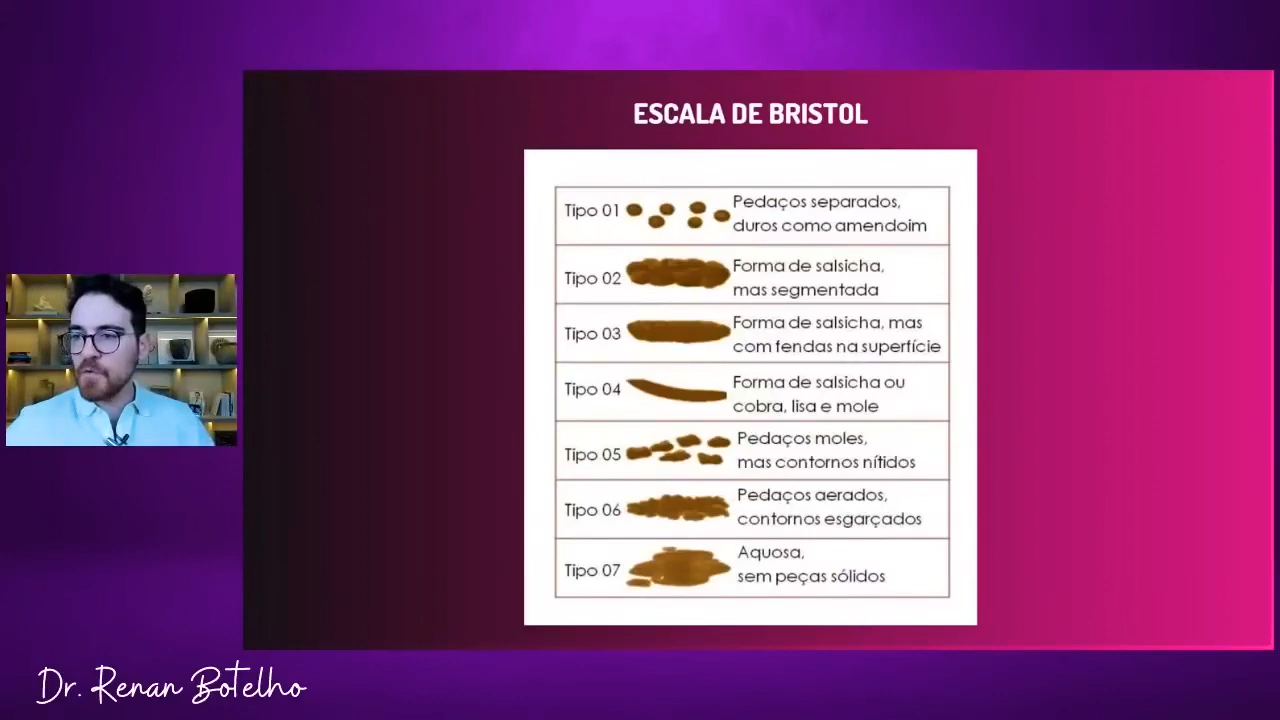 ESCALA DE BRISTOL
Tipo 01
Pedaços separados,
duros como amendoim
Tipo 02
Forma de salsicha,
mas segmentada
Tipo 03
Forma de salsicha, mas
com fendas na superfície
Tipo 04
Forma de salsicha ou
cobra, lisa e mole
Tipo 05
Pedaços moles,
mas contornos nítidos
Tipo 06
Pedaços aerados,
contornos esgarçados
Tipo 07
Aquosa,
sem peças sólidos
Dr. Renan Botelho